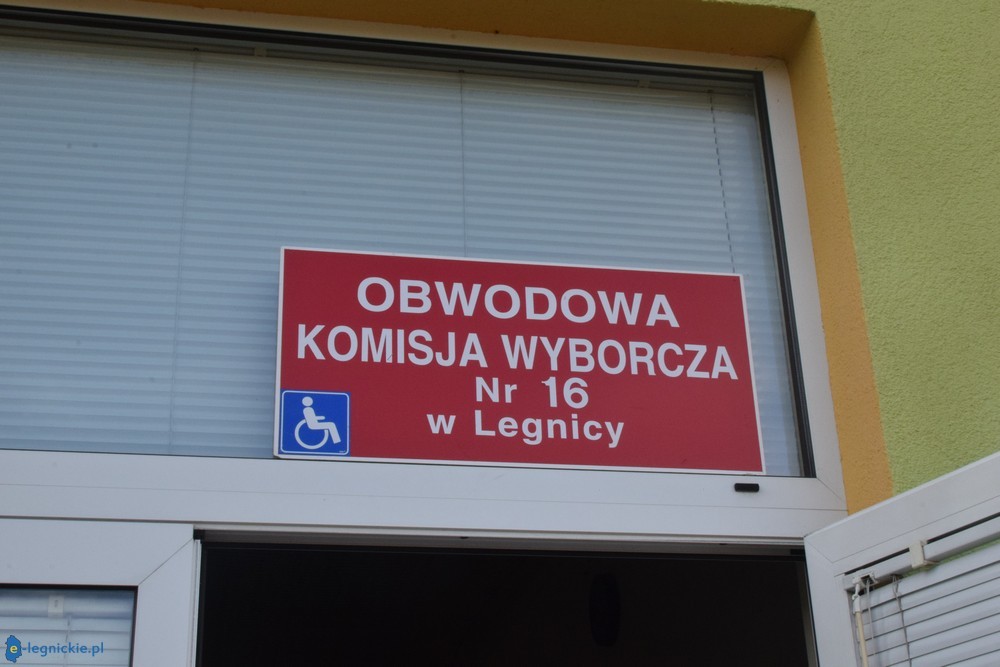 OBWODOWA
KOMISJA WYBORCZA
Nr 16
w Legnicy
e-legnickie.pl